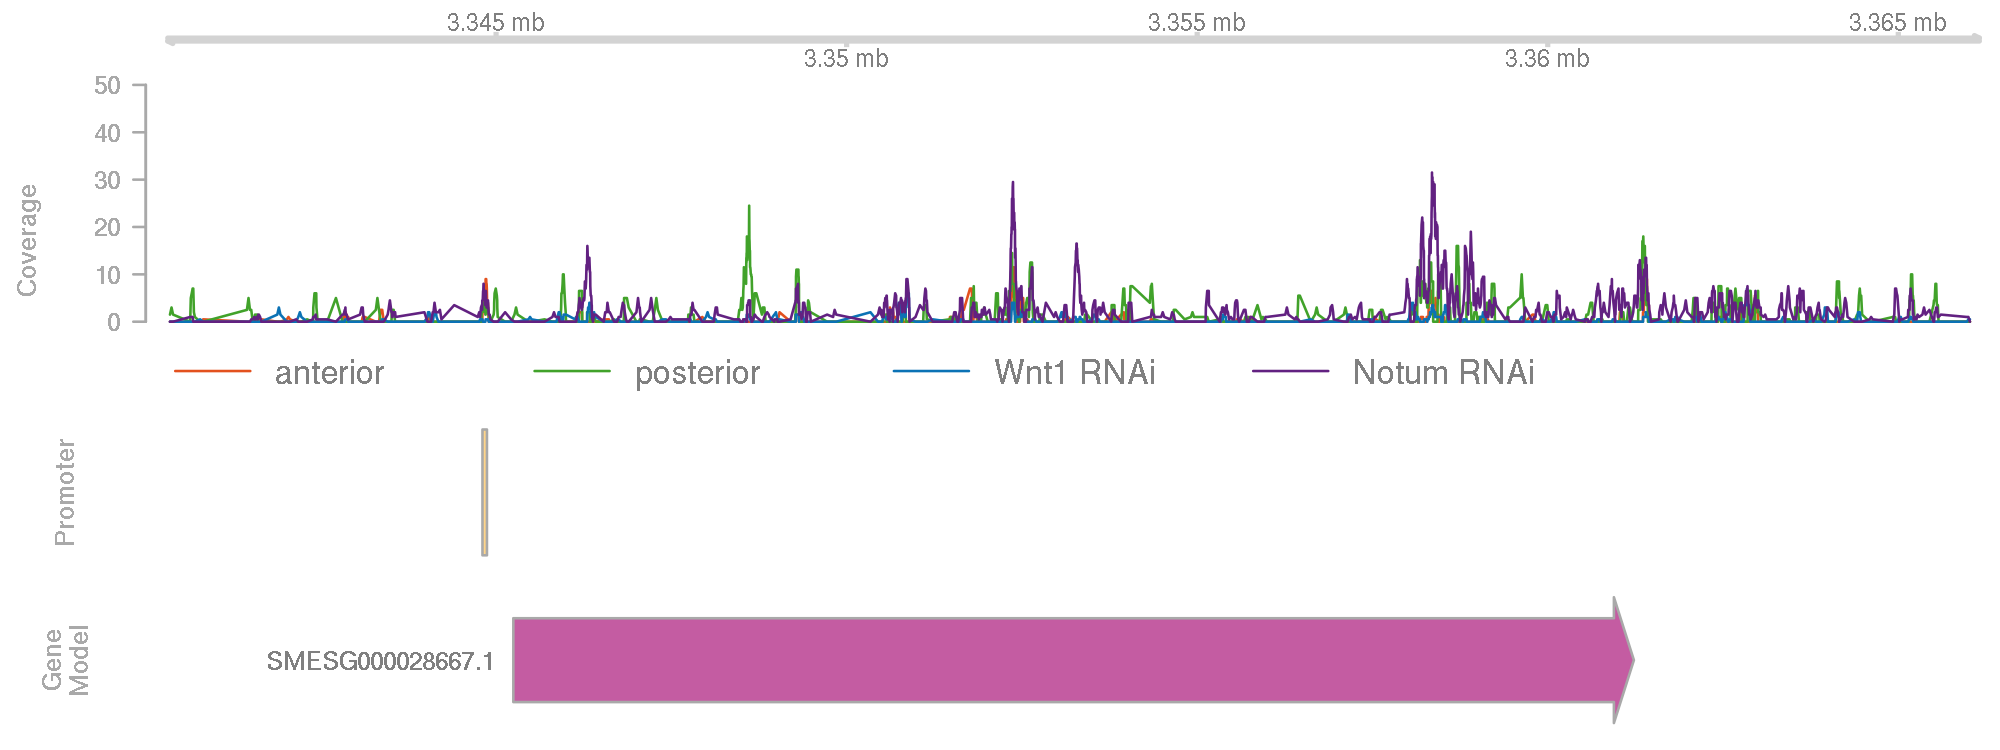 3.345 mb 3.355 mb 3.365 mb
3.35 mb 3.36 mb
50
40
30
20
10
0
Coverage
anterior posterior Wnt1 RNAi Notum RNAi
Promoter
Gene
Model
SMESG000028667.1